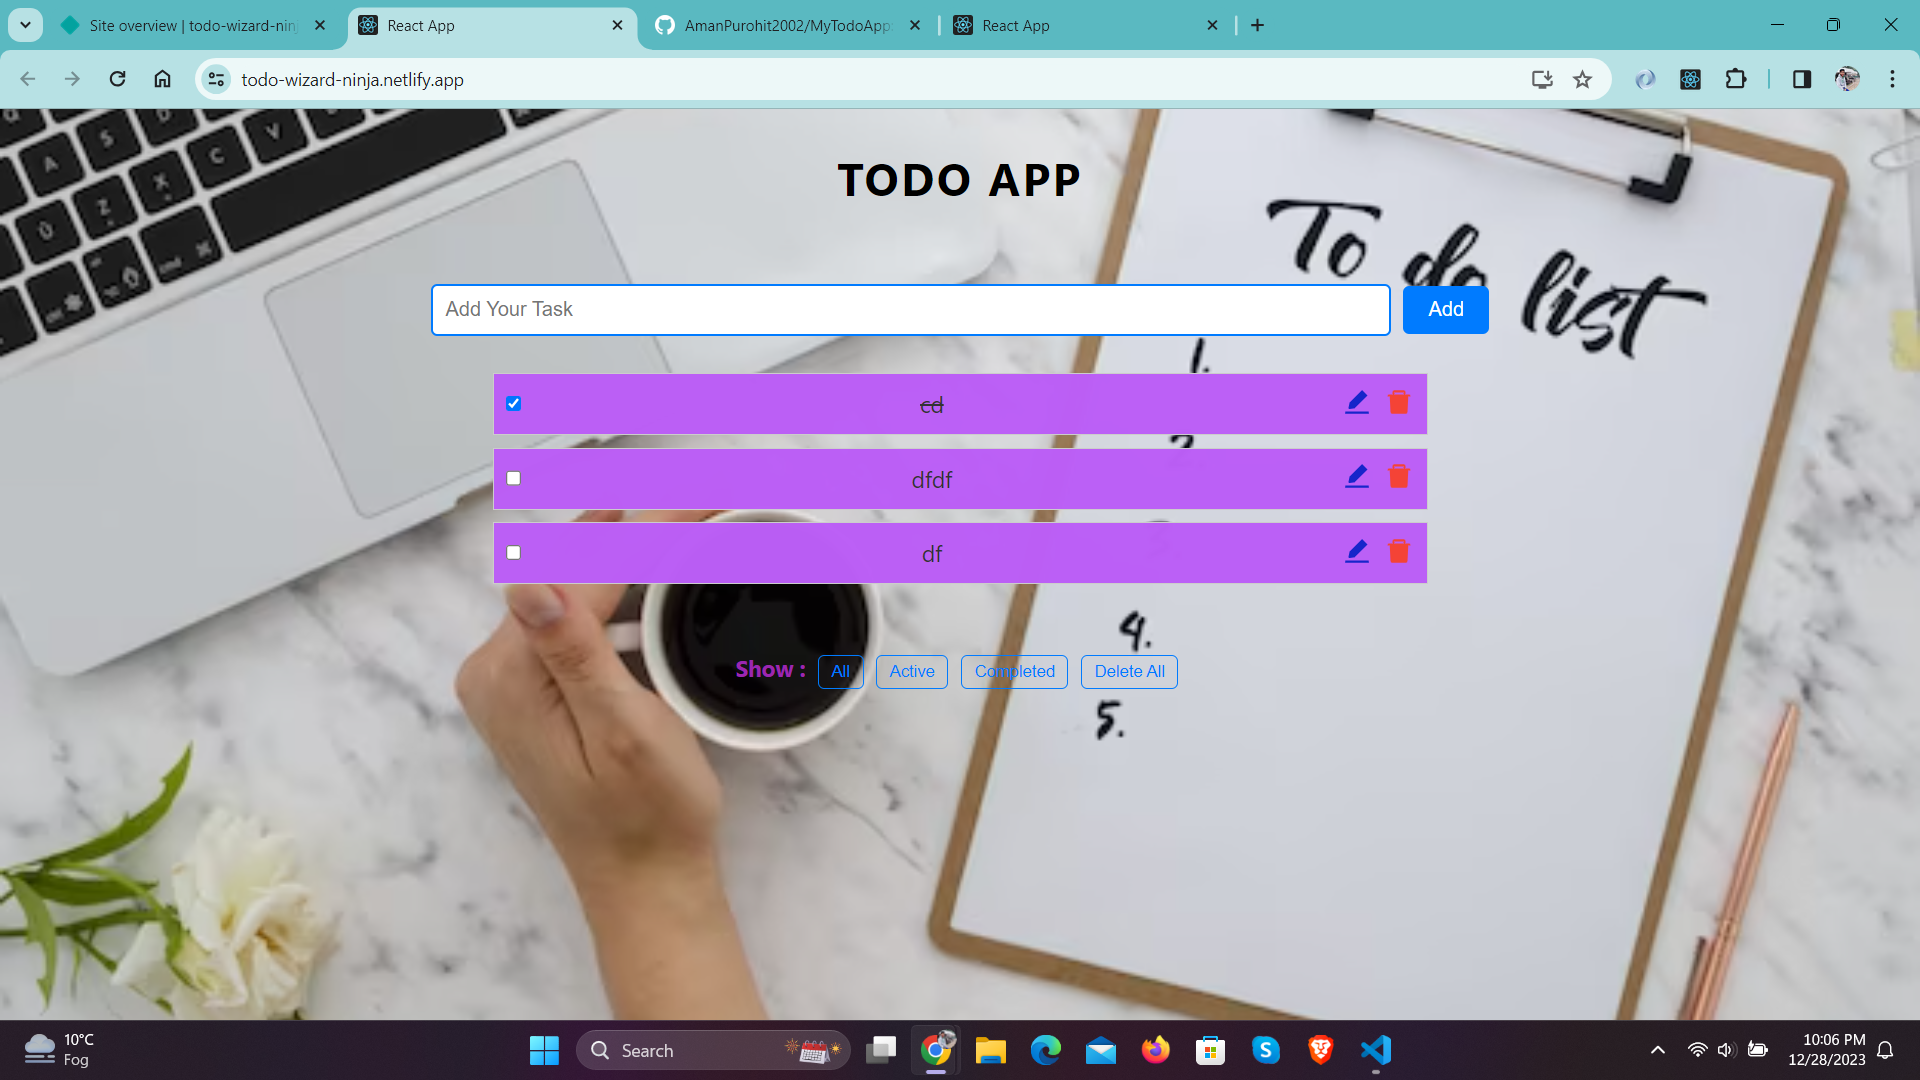 Site overview | todo-wizard-nin
React App
AmanPurohit2002/MyTodoApp:
React App
todo-wizard-ninja.netlify.app
TODO APP
To do list
Add Your Task
Add
1.
cd
2
dfdf
3
df
4.
Show :
All
Active
Completed
Delete All
5.
10°C
Fog
Search
10:06 PM
12/28/2023